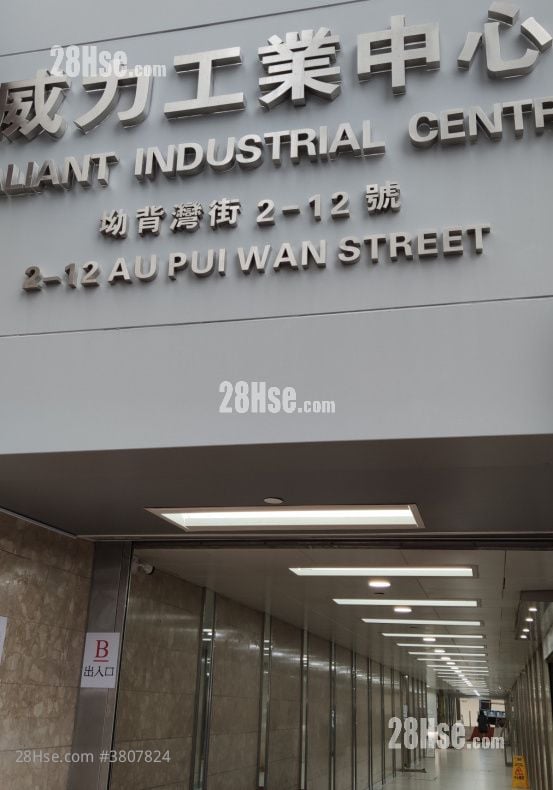 威力工業中心
LIANT INDUSTRIAL CENTR
坳背灣街 2-12 號
2-12 AU PUI WAN STREET
28Hse.com
28Hse.com
B
出入口
28Hse.com
28Hse.com #3807824